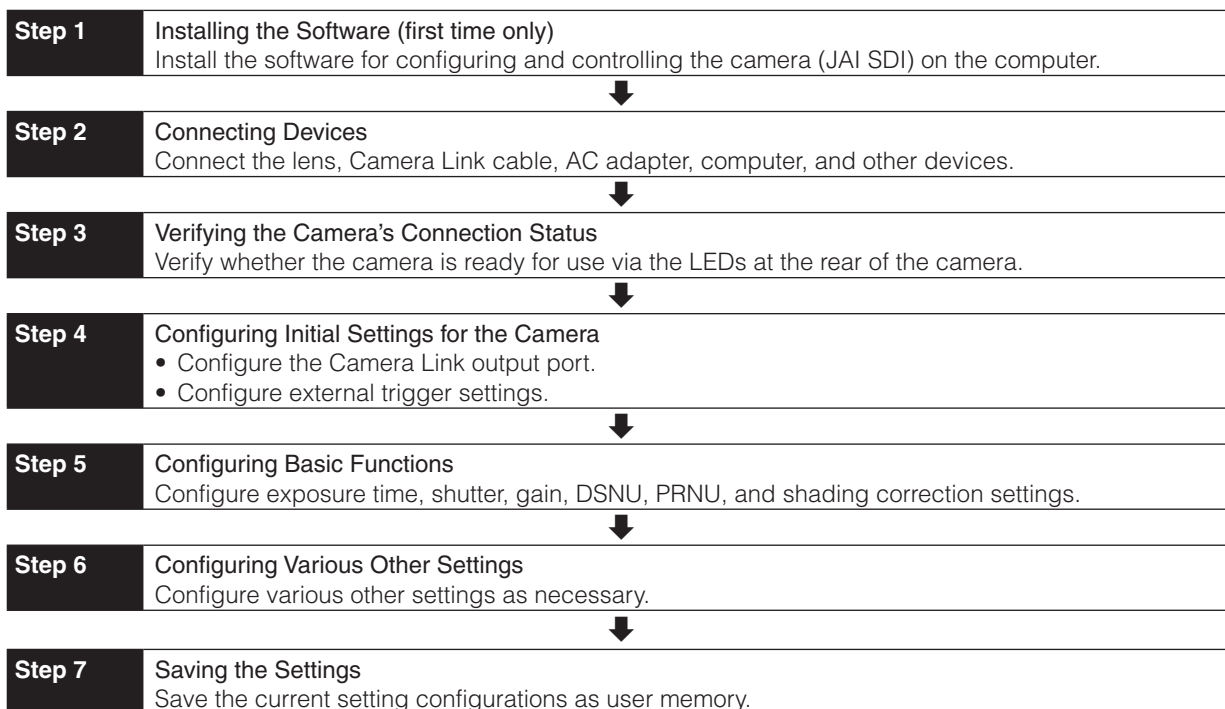 Step 1
Installing the Software (first time only)
Install the software for configuring and controlling the camera (JAI SDI) on the computer.
Step 2
Connecting Devices
Connect the lens, Camera Link cable, AC adapter, computer, and other devices.
Step 3
Verifying the Camera’s Connection Status
Verify whether the camera is ready for use via the LEDs at the rear of the camera.
Step 4
Configuring Initial Settings for the Camera
• Configure the Camera Link output port.
• Configure external trigger settings.
Step 5
Configuring Basic Functions
Configure exposure time, shutter, gain, DSNU, PRNU, and shading correction settings.
Step 6
Configuring Various Other Settings
Configure various other settings as necessary.
Step 7
Saving the Settings
Save the current setting configurations as user memory.